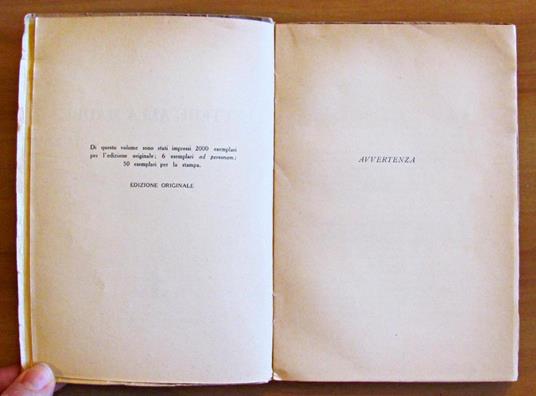 Di questo volume sono stati impressi 2000 esemplari
per l'edizione originale; 6 esemplari ad personam;
50 esemplari per la stampa.
EDIZIONE ORIGINALE
AVVERTENZA